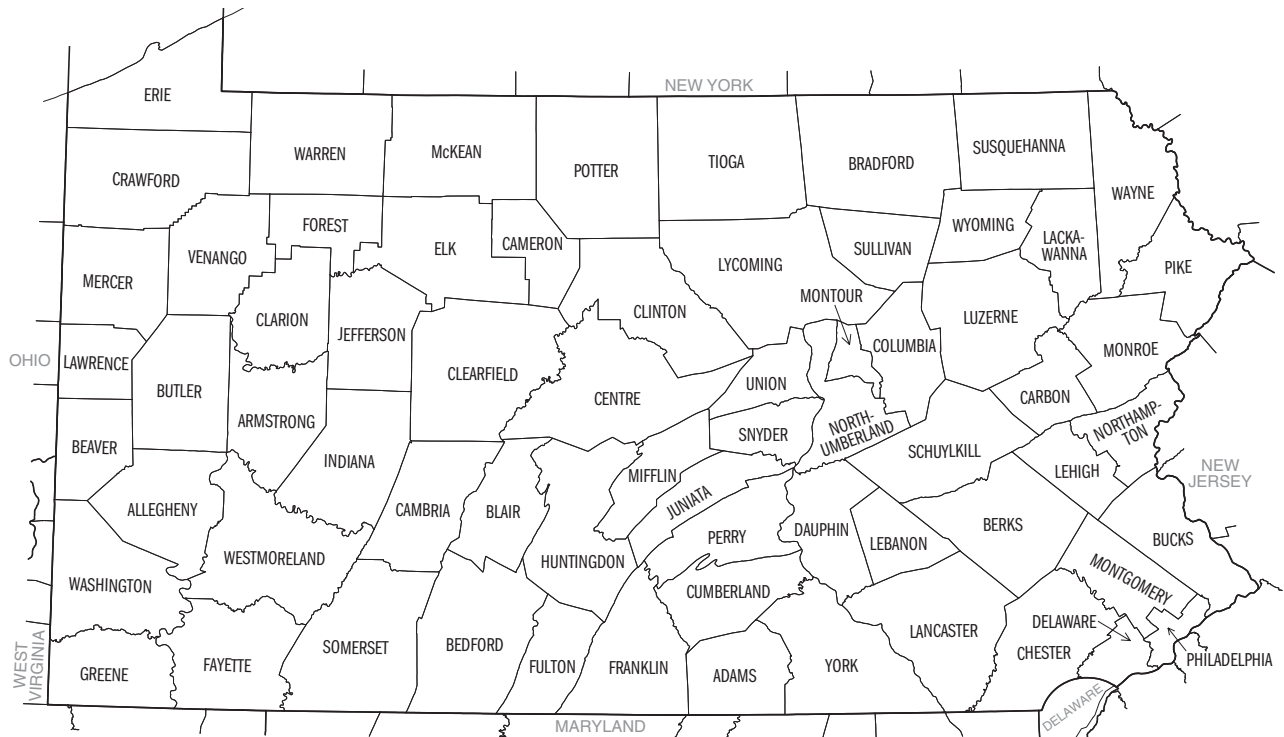 NEW YORK
ERIE
WARREN
McKEAN
POTTER
TIOGA
BRADFORD
SUSQUEHANNA
WAYNE
CRAWFORD
FOREST
ELK
CAMERON
VENANGO
SULLIVAN
WYOMING
LACKA-
WANNA
PIKE
MERCER
CLARION
JEFFERSON
LYCOMING
CLINTON
MONTOUR
COLUMBIA
LUZERNE
MONROE
OHIO
LAWRENCE
BUTLER
CLEARFIELD
CENTRE
UNION
CARBON
NORTHAMP-
TON
BEAVER
ARMSTRONG
INDIANA
SNYDER
NORTH-
UMBERLAND
SCHUYLKILL
LEHIGH
NEW
JERSEY
MIFFLIN
JUNIATA
ALLEGHENY
CAMBRIA
BLAIR
HUNTINGDON
PERRY
DAUPHIN
LEBANON
BERKS
BUCKS
WESTMORELAND
WASHINGTON
CUMBERLAND
MONTGOMERY
LANCASTER
DELAWARE
CHESTER
PHILADELPHIA
WEST
VIRGINIA
GREENE
FAYETTE
SOMERSET
BEDFORD
FULTON
FRANKLIN
ADAMS
YORK
MARYLAND
DELAWARE